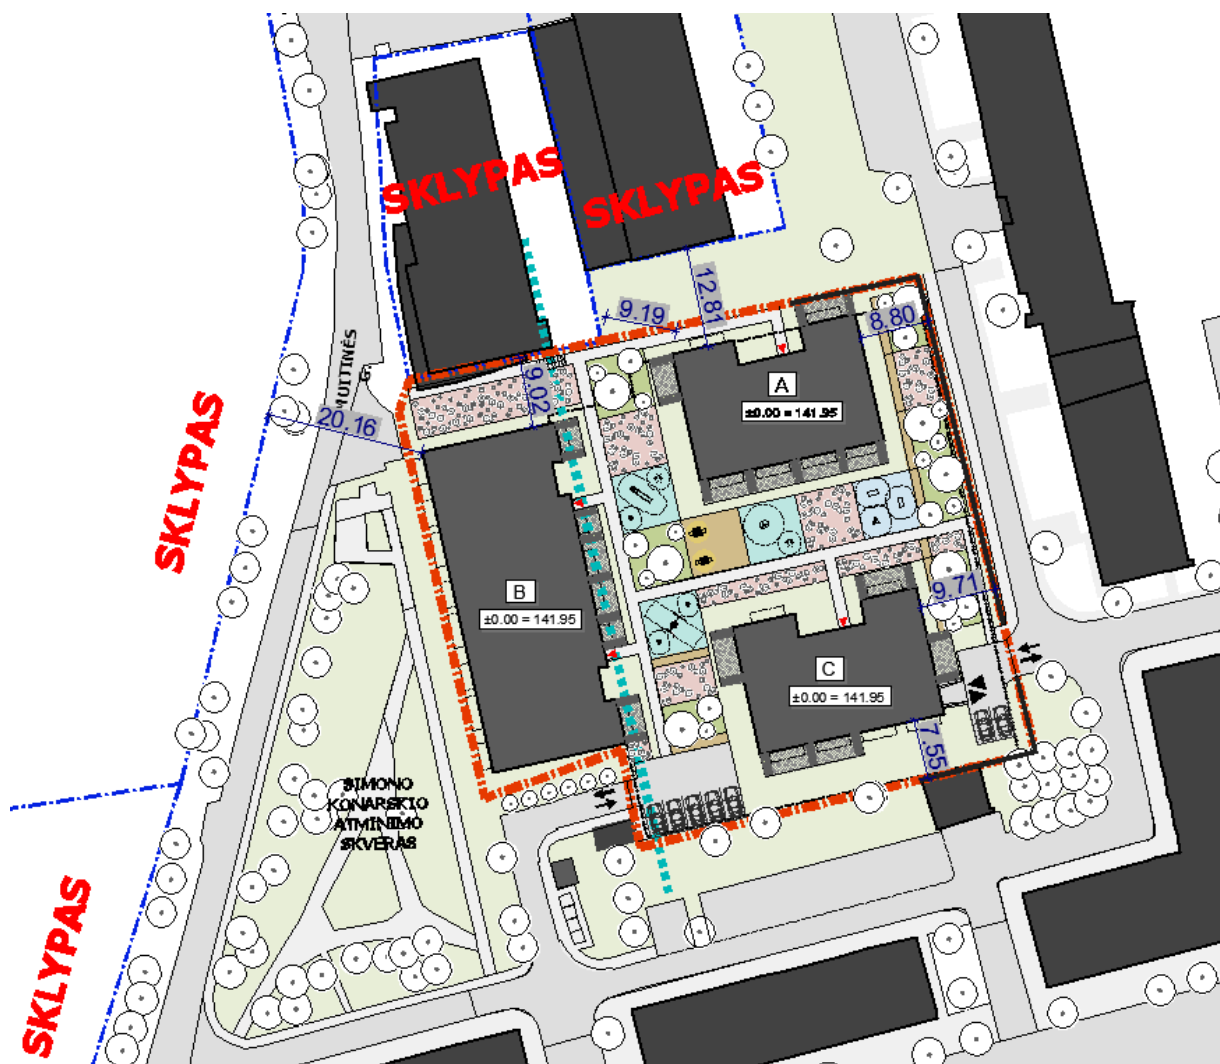 SKLYPAS
SKLYPAS
12.81
9.19
8.80
MUITINĖS
G.
9.02
A
±0.00 = 141.95
20.16
SKLYPAS
B
±0.00 = 141.95
9.71
C
±0.00 = 141.95
7.55
SIMONO
KONARSKIO
ATMINIMO
SKVERAS
SKLYPAS